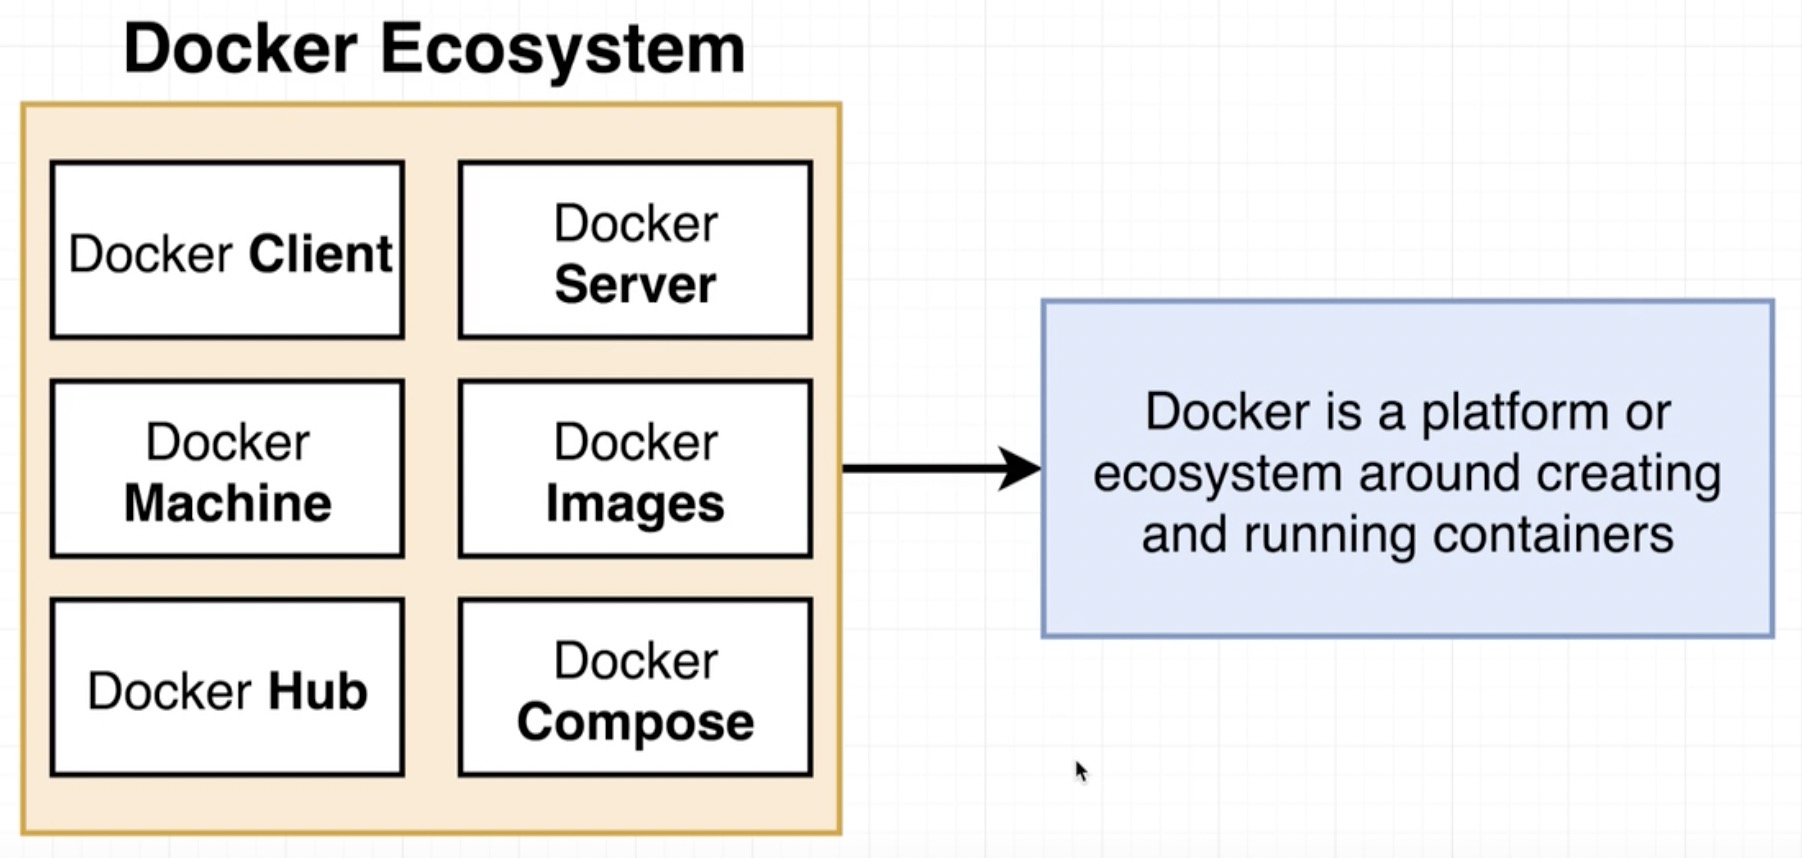 Docker Ecosystem
Docker Client
Docker
Server
Docker
Machine
Docker
Images
Docker Hub
Docker
Compose
Docker is a platform or
ecosystem around creating
and running containers